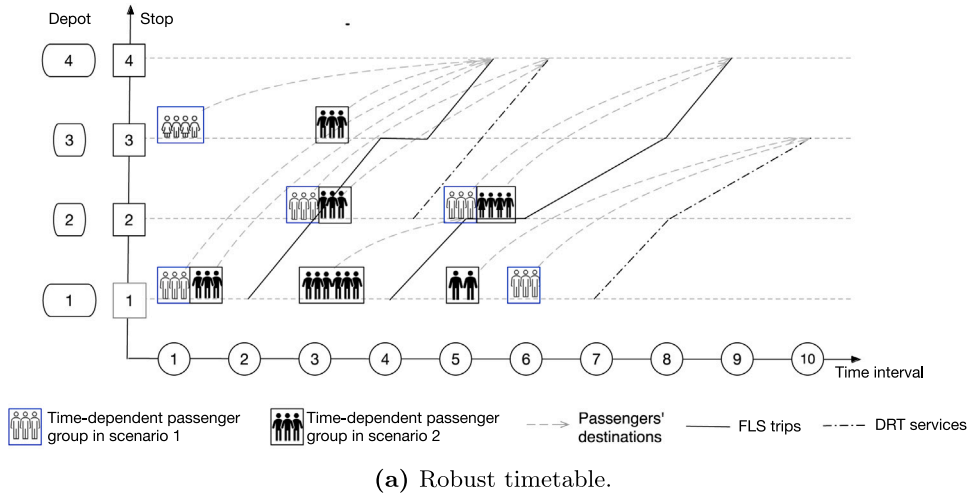 Depot
Stop
4
4
3
3
2
2
1
1
1 2 3 4 5 6 7 8 9 10
Time interval
Time-dependent passenger
group in scenario 1
Time-dependent passenger
group in scenario 2
Passengers'
destinations
FLS trips
DRT services
(a) Robust timetable.